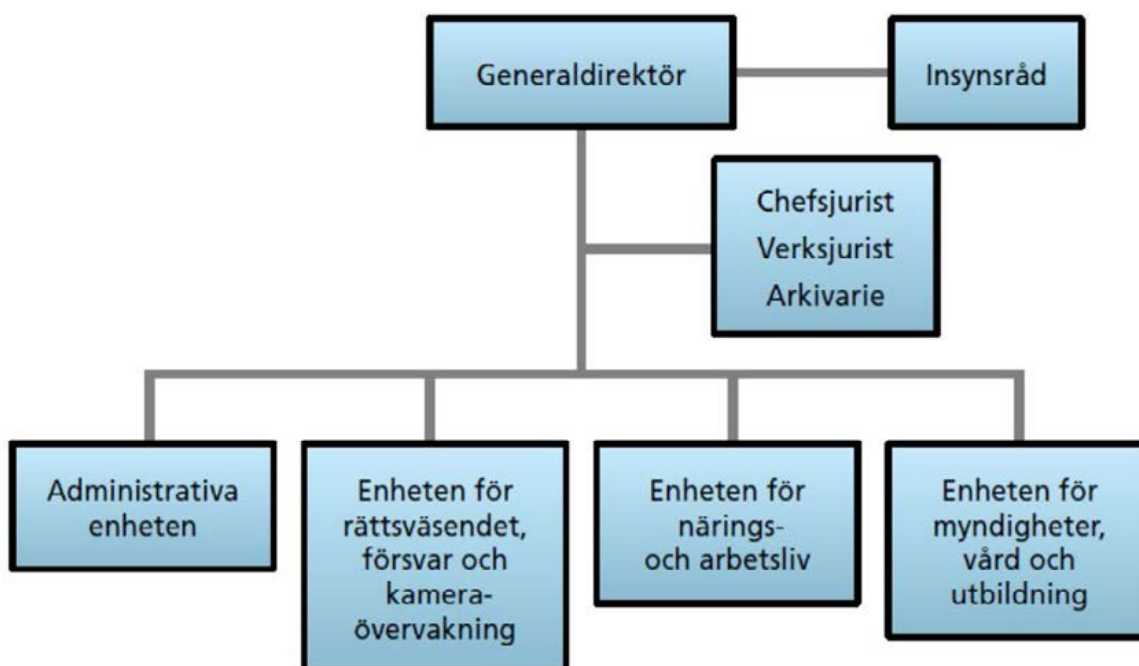 Generaldirektör
Insynsråd
Chefsjurist
Verksjurist
Arkivarie
Administrativa
enheten
Enheten för
rättsväsendet,
försvar och
kamera-
övervakning
Enheten för
närings-
och arbetsliv
Enheten för
myndigheter,
vård och
utbildning